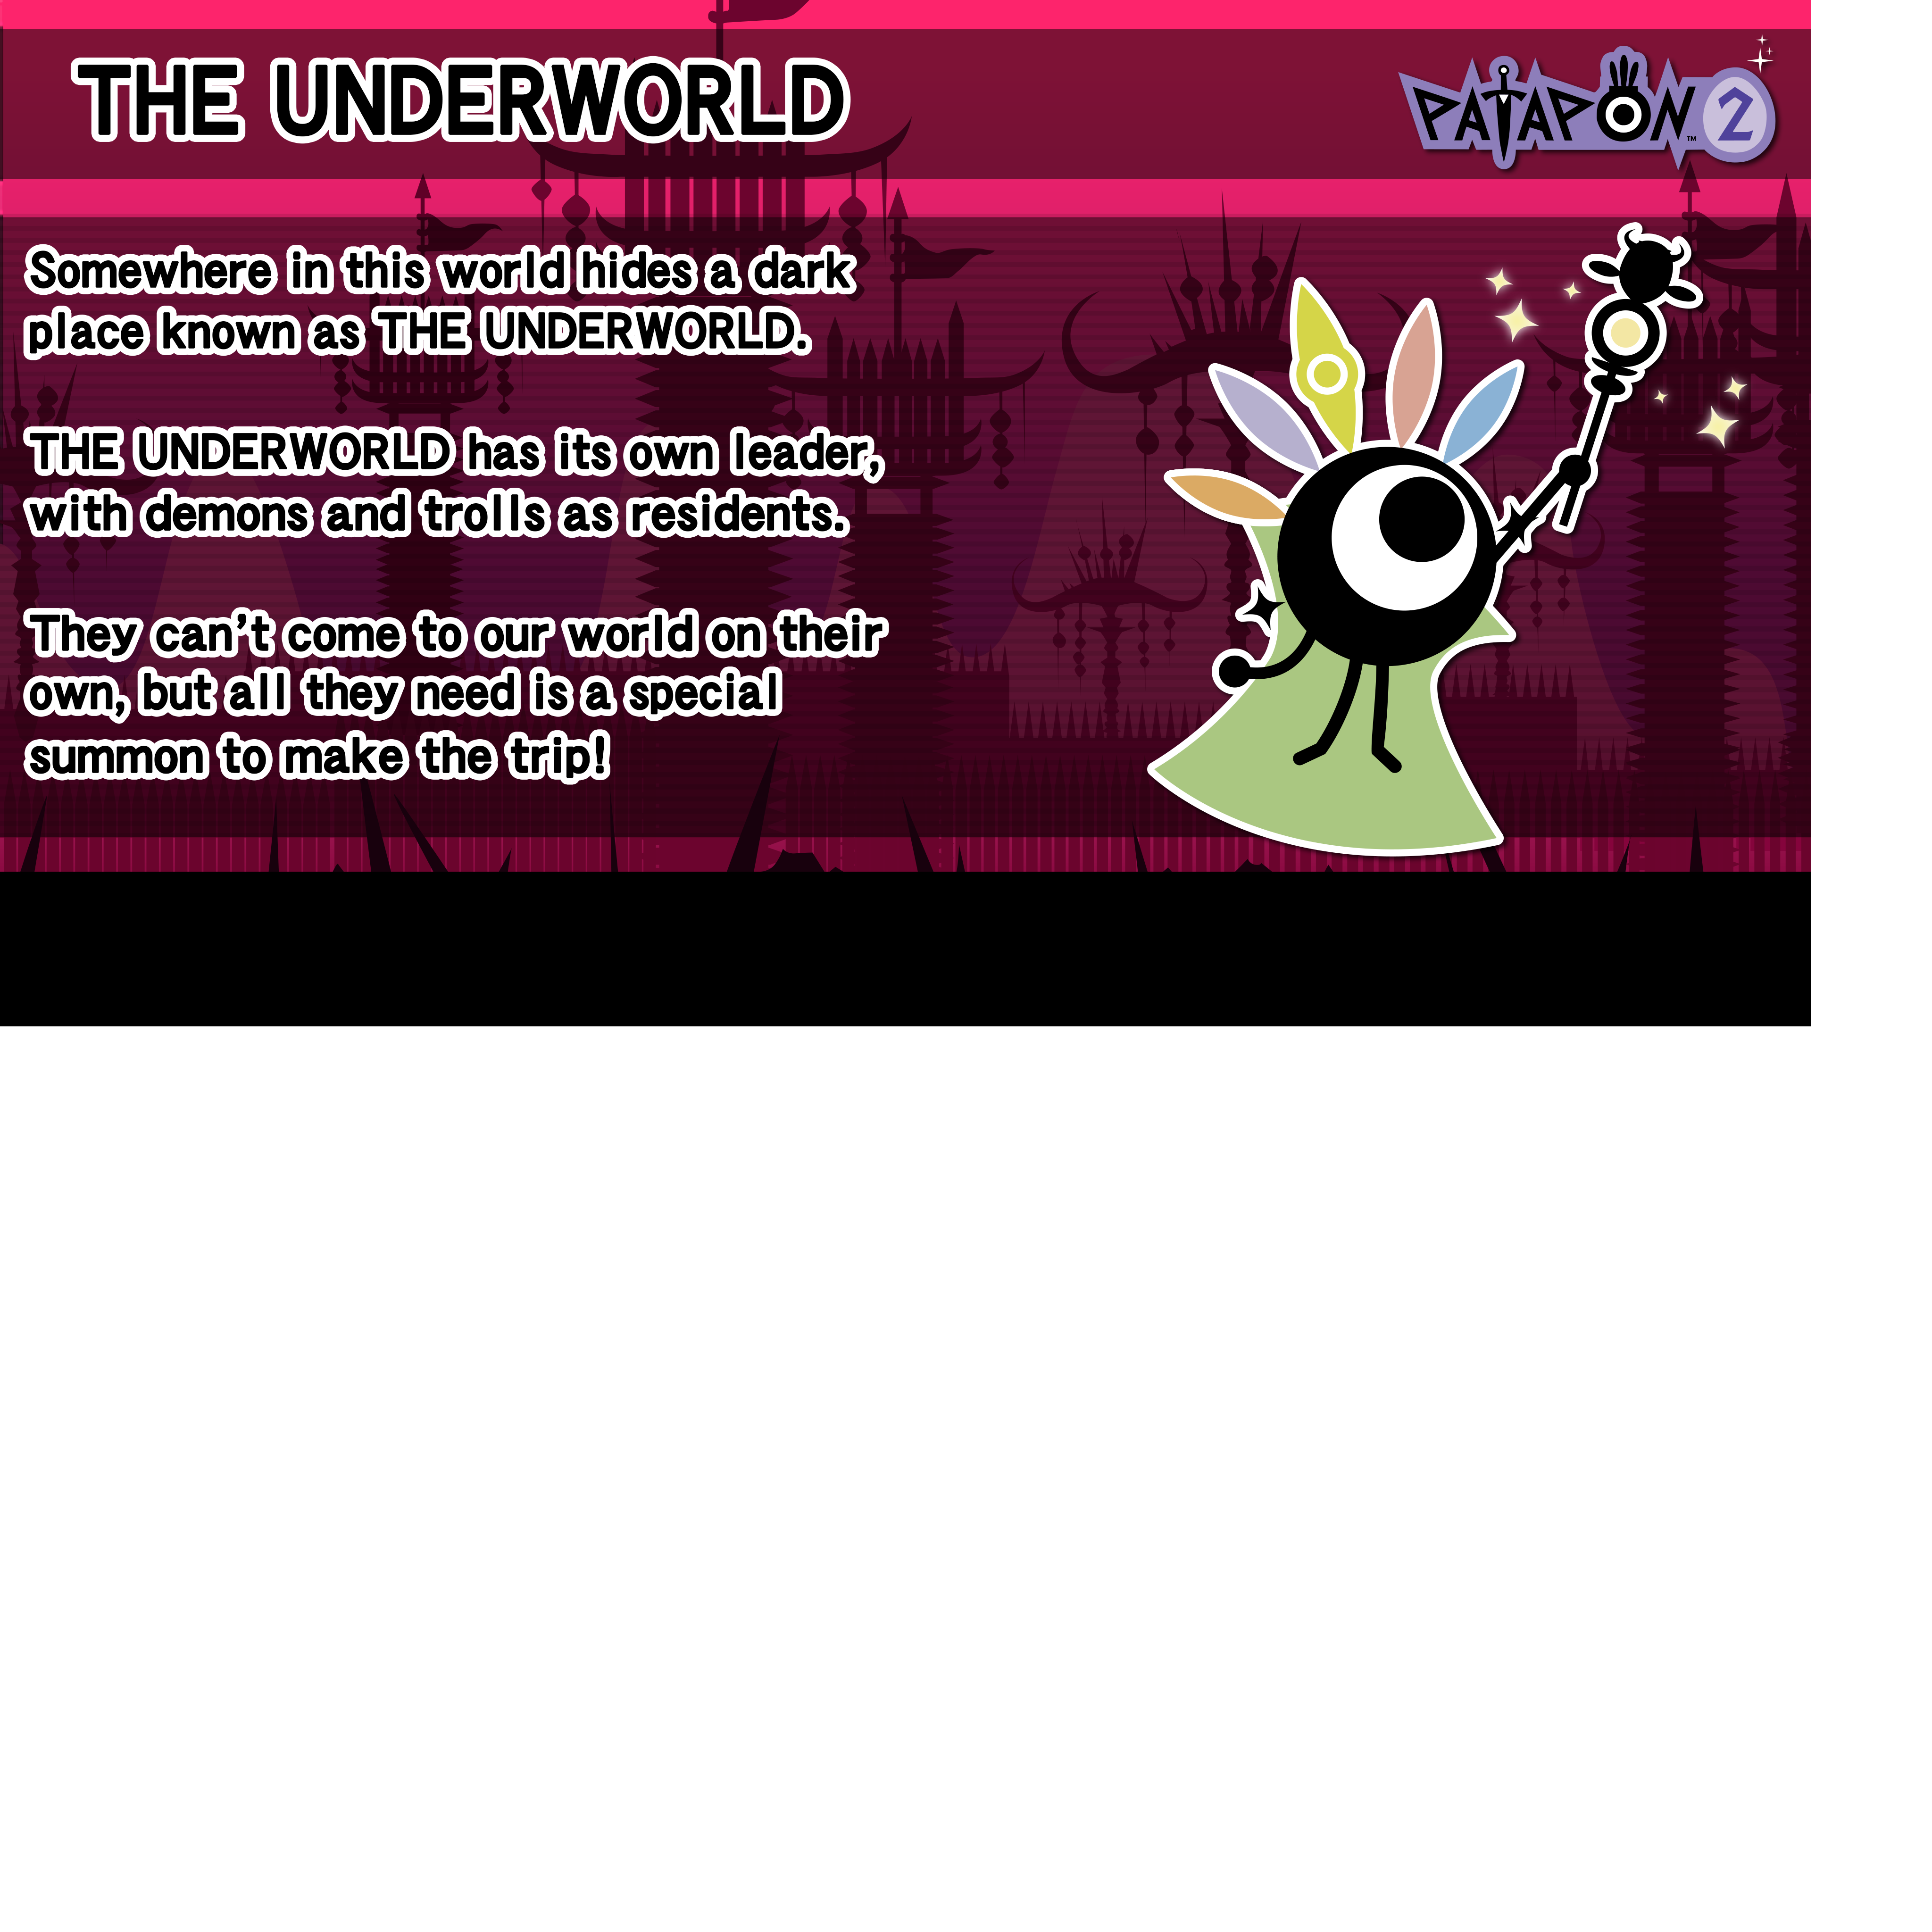 THE UNDERWORLD
PATAPON™ 2
Somewhere in this world hides a dark
place known as THE UNDERWORLD.
THE UNDERWORLD has its own leader,
with demons and trolls as residents.
They can’t come to our world on their
own, but all they need is a special
summon to make the trip!